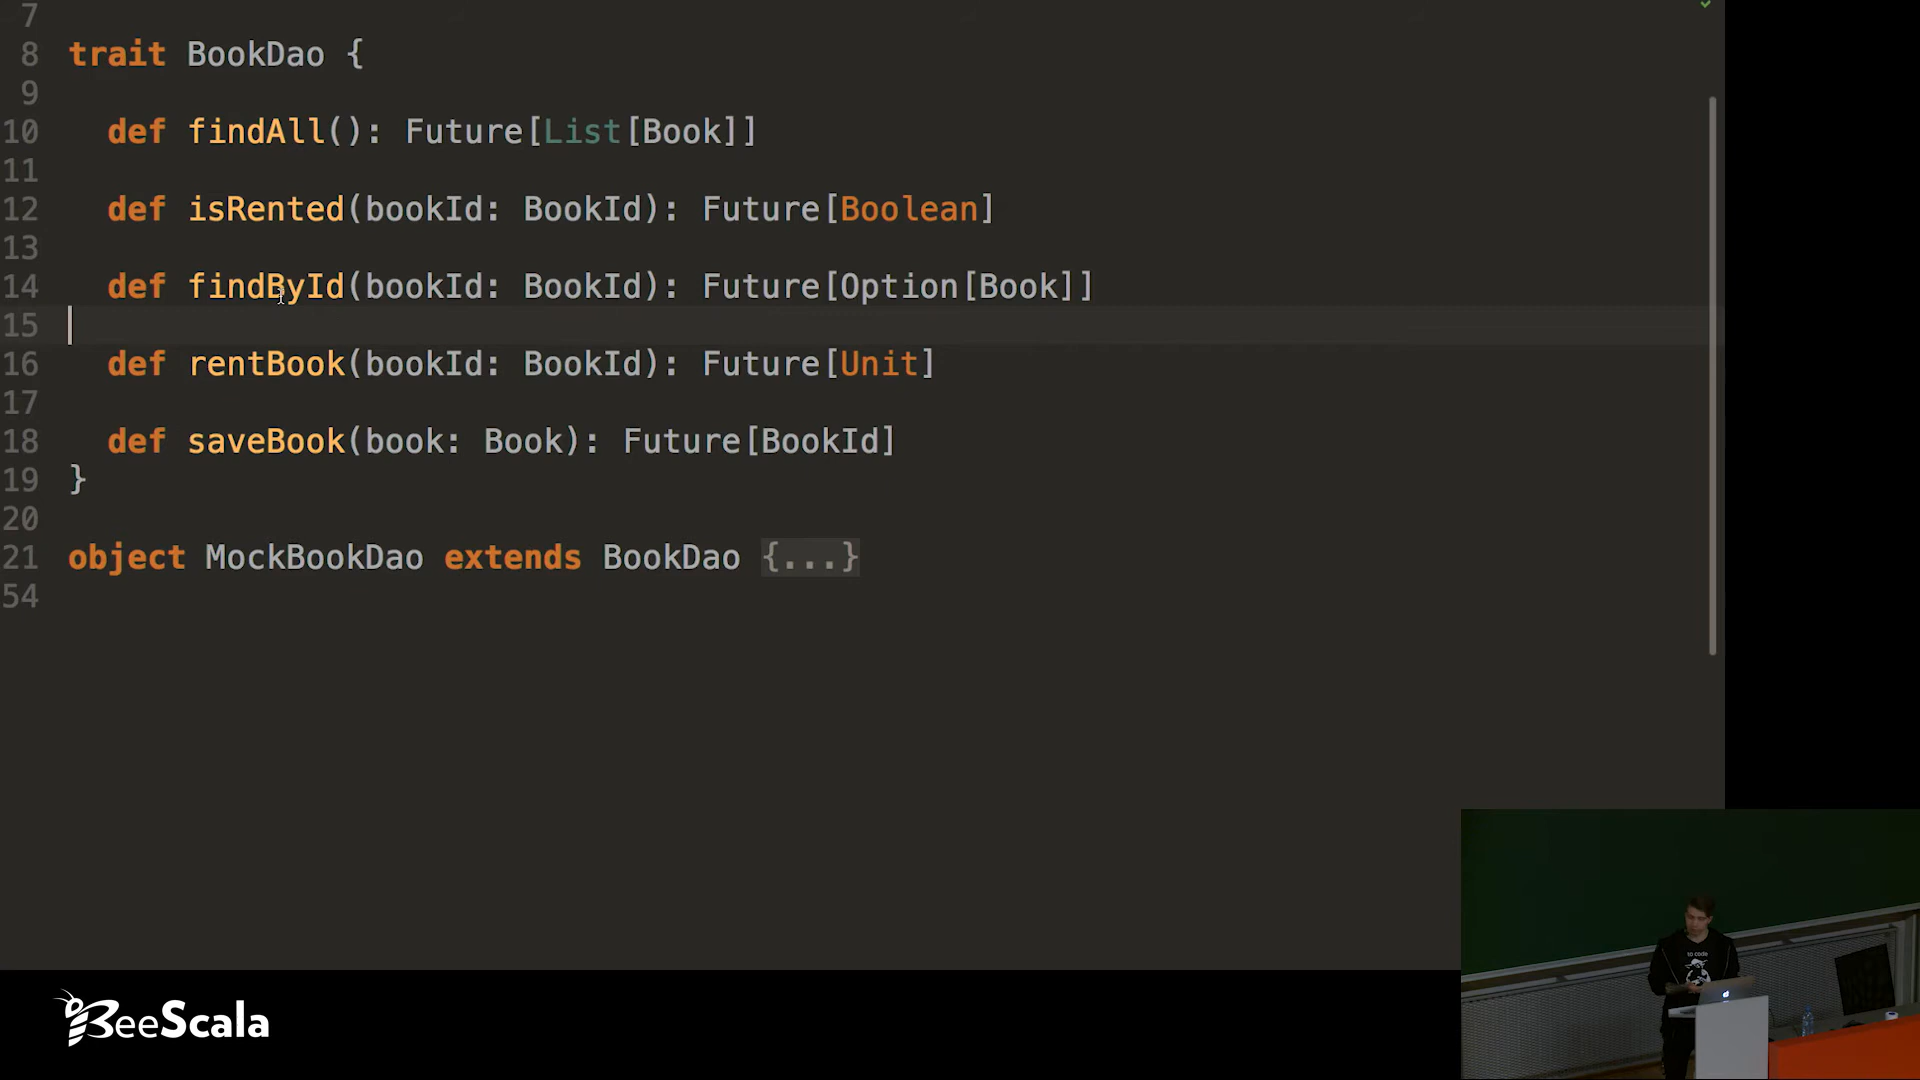 7
8 trait BookDao {
9
10 def findAll(): Future[List[Book]]
11
12 def isRented(bookId: BookId): Future[Boolean]
13
14 def findById(bookId: BookId): Future[Option[Book]]
15
16 def rentBook(bookId: BookId): Future[Unit]
17
18 def saveBook(book: Book): Future[BookId]
19 }
20
21 object MockBookDao extends BookDao {...}
54
to code
BeeScala